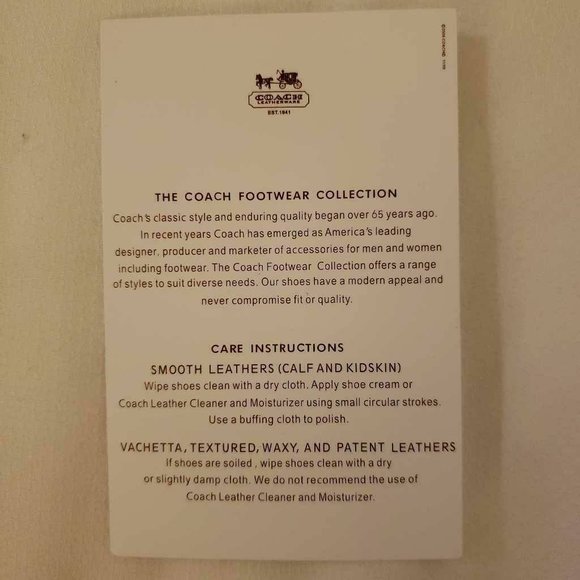 COACH
LEATHERWARE
EST. 1941
THE COACH FOOTWEAR COLLECTION
Coach's classic style and enduring quality began over 65 years ago.
In recent years Coach has emerged as America's leading
designer, producer and marketer of accessories for men and women
including footwear. The Coach Footwear Collection offers a range
of styles to suit diverse needs. Our shoes have a modern appeal and
never compromise fit or quality.
CARE INSTRUCTIONS
SMOOTH LEATHERS (CALF AND KIDSKIN)
Wipe shoes clean with a dry cloth. Apply shoe cream or
Coach Leather Cleaner and Moisturizer using small circular strokes.
Use a buffing cloth to polish.
VACHETTA, TEXTURED, WAXY, AND PATENT LEATHERS
If shoes are soiled , wipe shoes clean with a dry
or slightly damp cloth. We do not recommend the use of
Coach Leather Cleaner and Moisturizer.